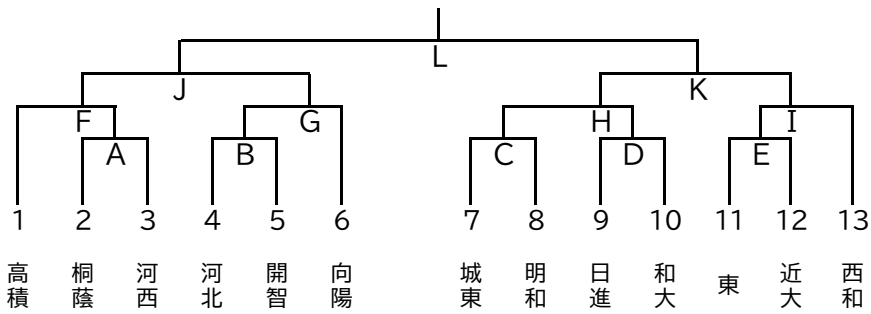 L
J K
F G H I
A B C D E
1 2 3 4 5 6 7 8 9 10 11 12 13
高積 桐蔭 河西 河北 開智 向陽 城東 明和 日進 和大 東 近大 西和